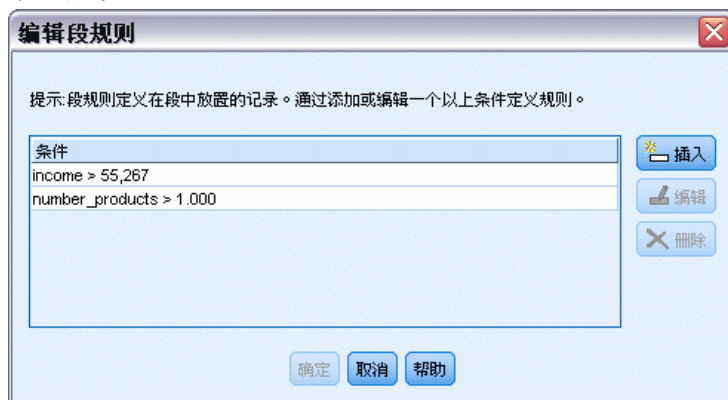 编辑段规则
提示:段规则定义在段中放置的记录。通过添加或编辑一个以上条件定义规则。
条件
income > 55,267
number_products > 1.000
插入
编辑
删除
确定 取消 帮助